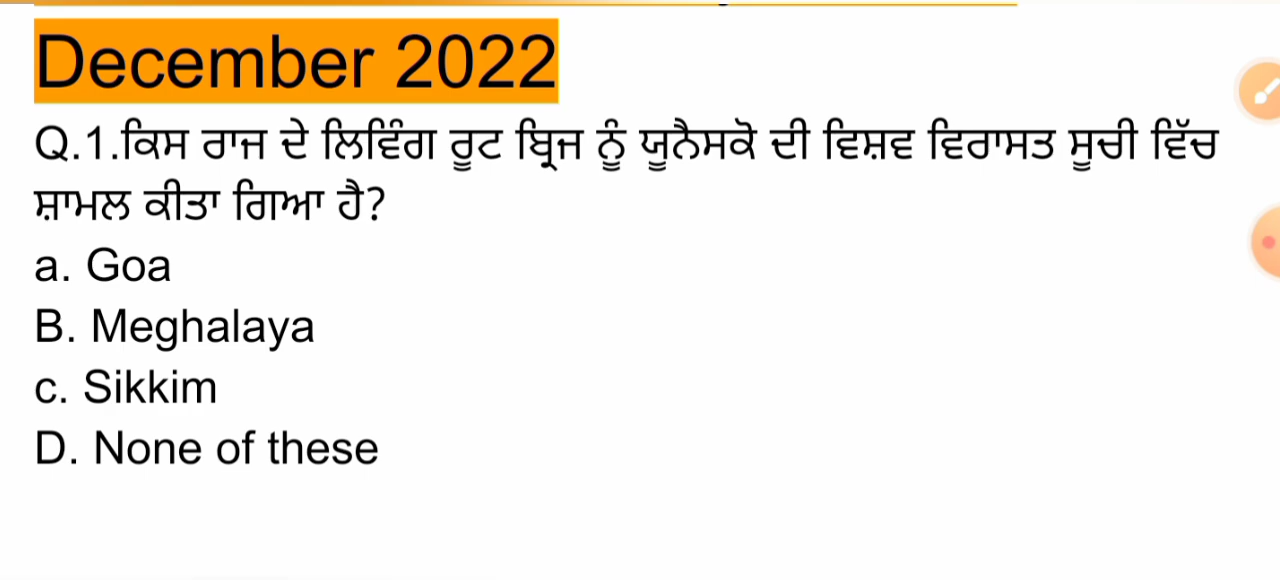 December 2022
Q.1.ਕਿਸ ਰਾਜ ਦੇ ਲਿਵਿੰਗ ਰੂਟ ਬ੍ਰਿਜ ਨੂੰ ਯੂਨੈਸਕੋ ਦੀ ਵਿਸ਼ਵ ਵਿਰਾਸਤ ਸੂਚੀ ਵਿੱਚ
ਸ਼ਾਮਲ ਕੀਤਾ ਗਿਆ ਹੈ?
a. Goa
B. Meghalaya
c. Sikkim
D. None of these